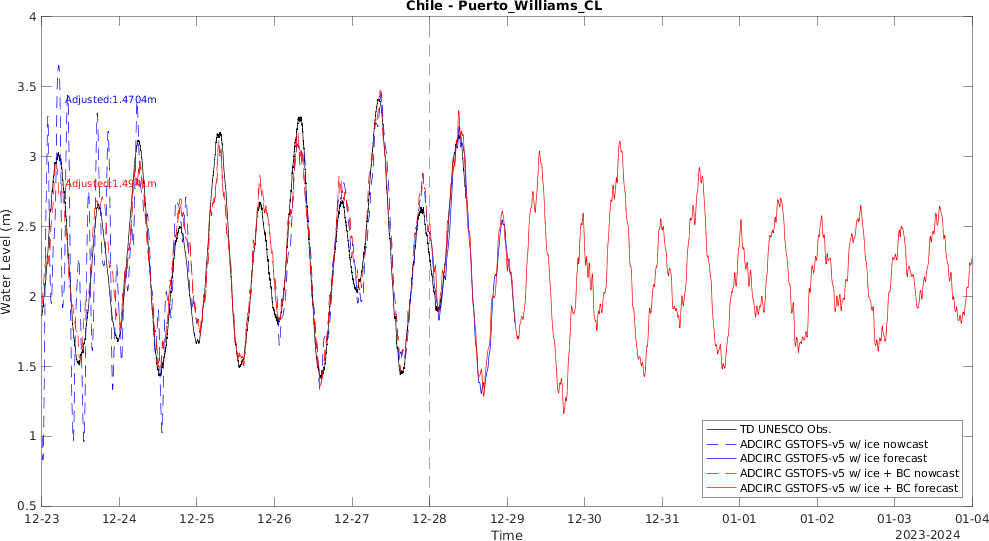 Chile - Puerto_Williams_CL
4
3.5
3
2.5
2
1.5
1
0.5
Water Level (m)
Adjusted:1.4704m
TD UNESCO Obs.
ADCIRC GSTOFS-v5 w/ ice nowcast
ADCIRC GSTOFS-v5 w/ ice forecast
ADCIRC GSTOFS-v5 w/ ice + BC nowcast
ADCIRC GSTOFS-v5 w/ ice + BC forecast
12-23 12-24 12-25 12-26 12-27 12-28 12-29 12-30 12-31 01-01 01-02 01-03 01-04
Time
2023-2024